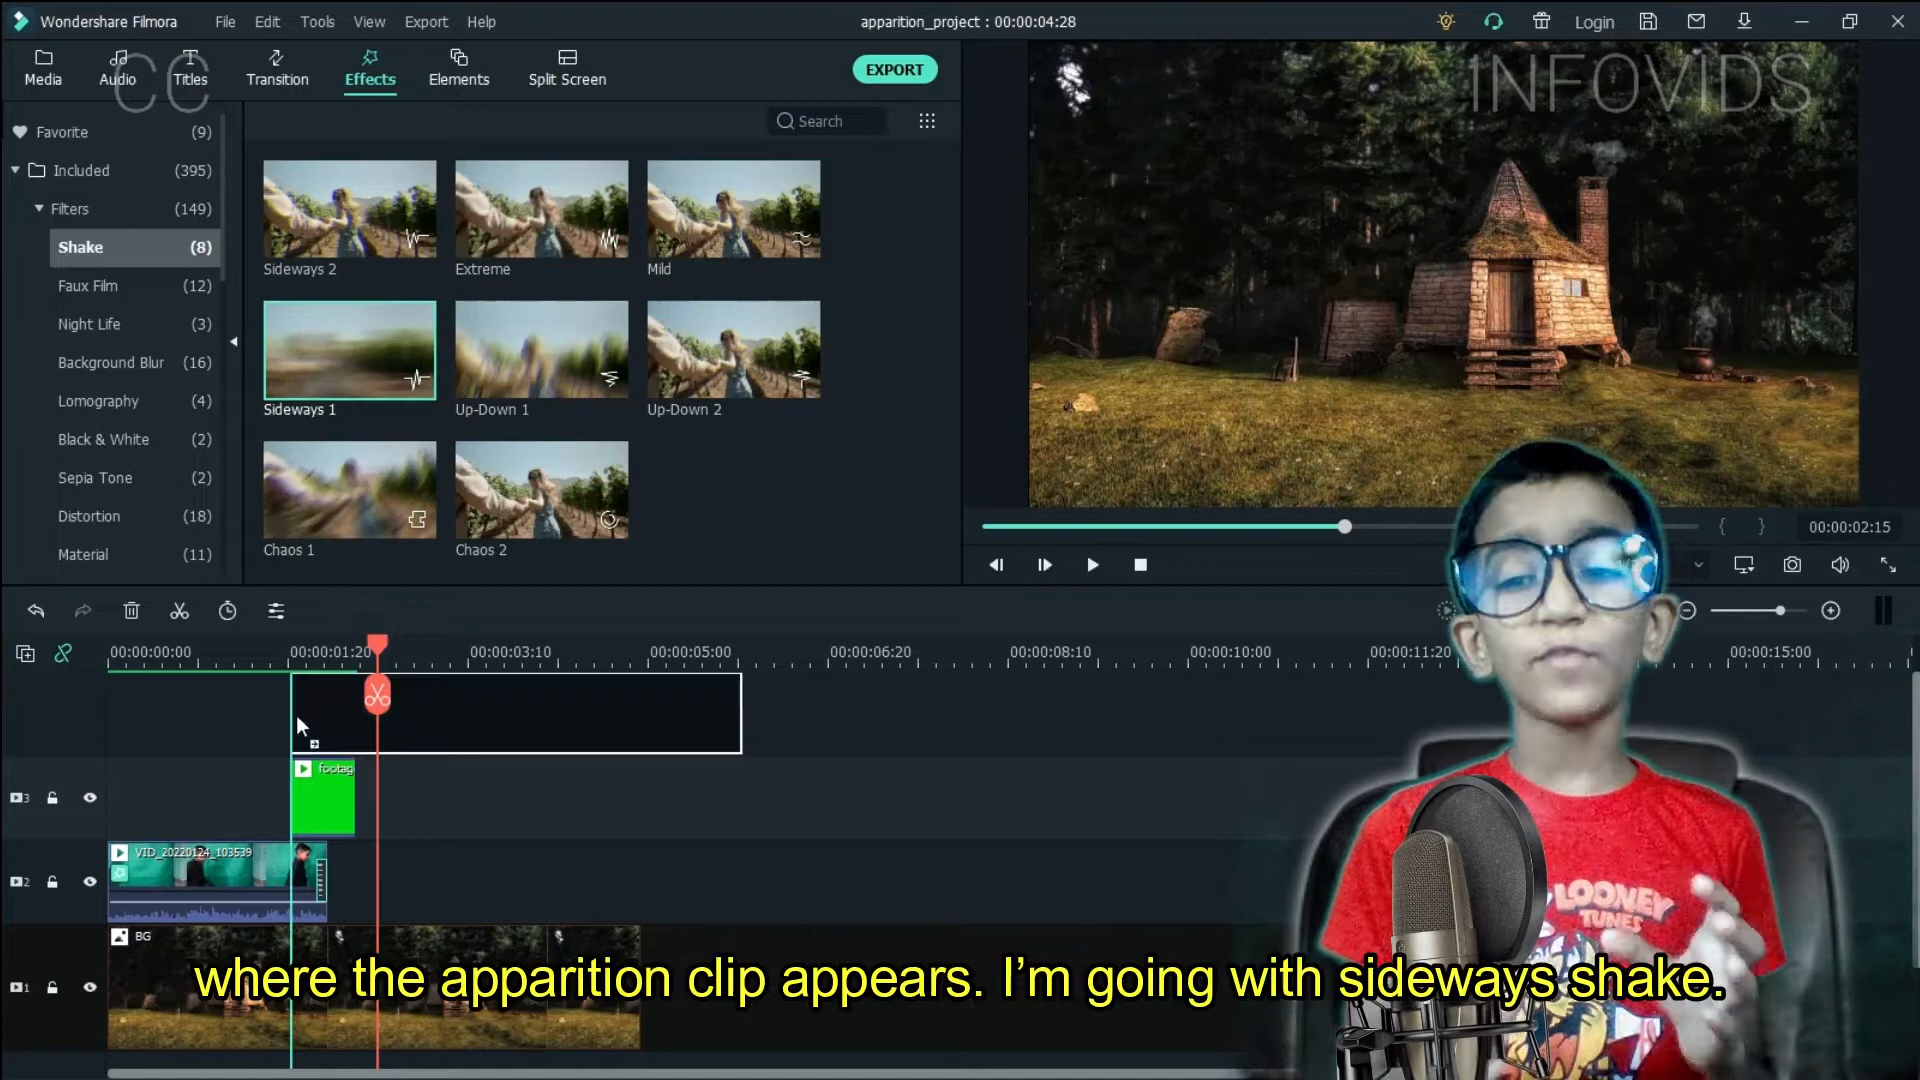 Wondershare Filmora
File
Edit
Tools
View
Export
Help
apparition_project : 00:00:04:28
Login
Media
Audio
Titles
Transition
Effects
Elements
Split Screen
EXPORT
CC
INFOVIDS
Search
Favorite (9)
Included (395)
Filters (149)
Shake (8)
Faux Film (12)
Night Life (3)
Background Blur (16)
Lomography (4)
Black & White (2)
Sepia Tone (2)
Distortion (18)
Material (11)
Sideways 2
Extreme
Mild
Sideways 1
Up-Down 1
Up-Down 2
Chaos 1
Chaos 2
{ }
00:00:02:15
00:00:00:00
00:00:01:20
00:00:03:10
00:00:05:00
00:00:06:20
00:00:08:10
00:00:10:00
00:00:11:20
00:00:15:00
3
footag
2
VID_20220124_103539
1
BG
LOONEY
TUNES
where the apparition clip appears. I'm going with sideways shake.